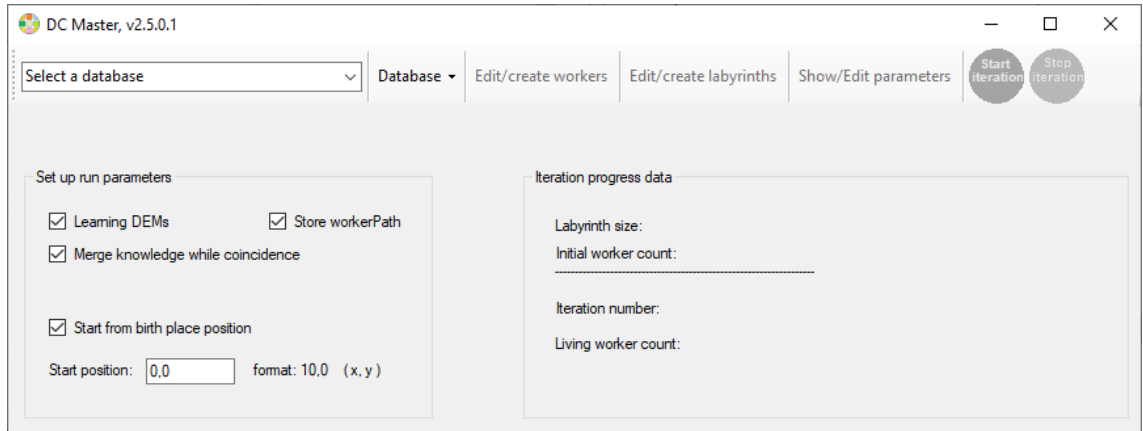 DC Master, v2.5.0.1
Select a database
Database
Edit/create workers
Edit/create labyrinths
Show/Edit parameters
Start
iteration
Stop
iteration
Set up run parameters
Learning DEMs
Store workerPath
Merge knowledge while coincidence
Start from birth place position
Start position:
0,0
format: 10,0 ( x, y )
Iteration progress data
Labyrinth size:
Initial worker count:
Iteration number:
Living worker count: